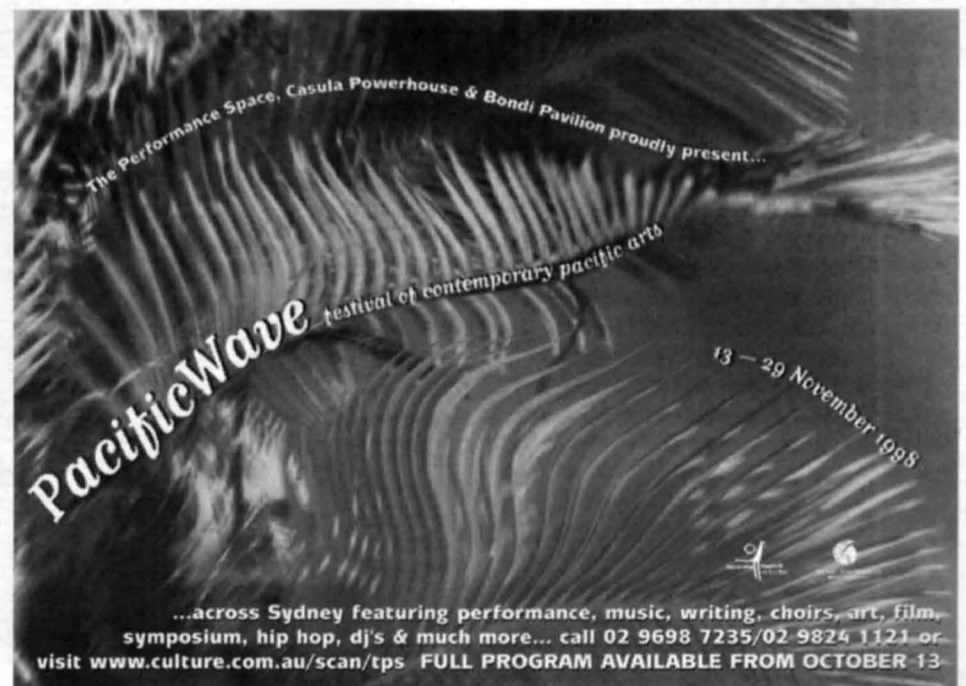 The Performance Space, Casula Powerhouse & Bondi Pavilion proudly present...
PacificWave festival of contemporary pacific arts
13 — 29 November 1998
...across Sydney featuring performance, music, writing, choirs, art, film,
symposium, hip hop, dj's & much more... call 02 9698 7235/02 9824 1121 or
visit www.culture.com.au/scan/tps FULL PROGRAM AVAILABLE FROM OCTOBER 13